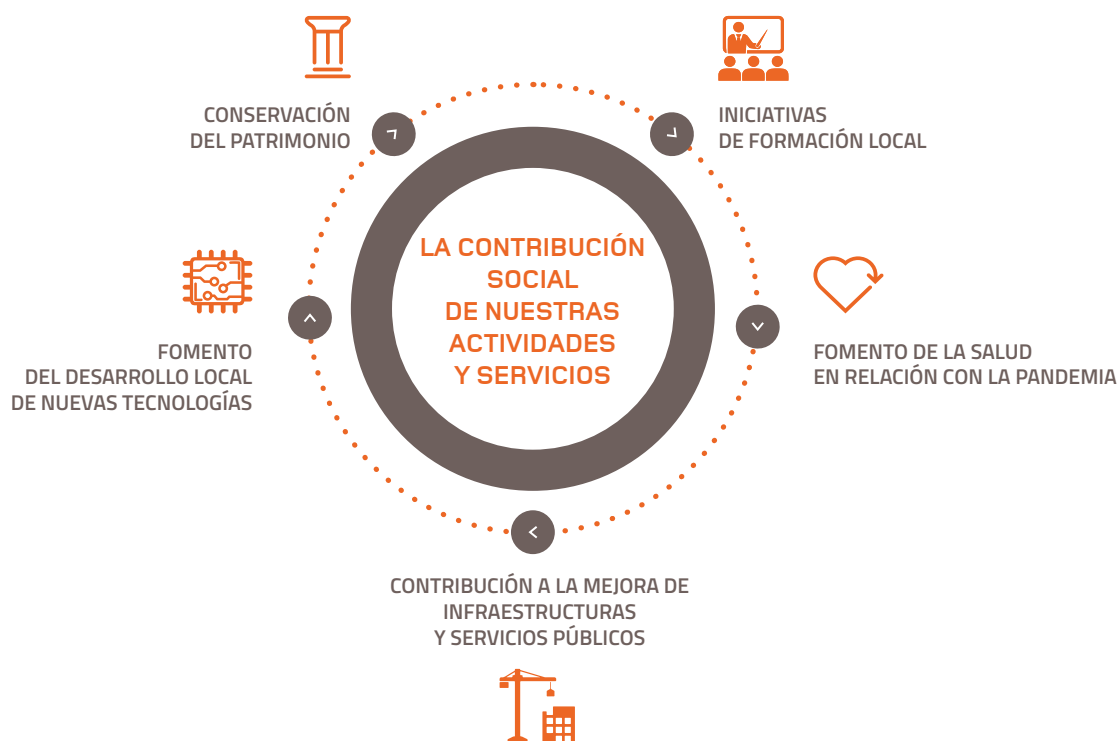 CONSERVACIÓN
DEL PATRIMONIO
INICIATIVAS
DE FORMACIÓN LOCAL
LA CONTRIBUCIÓN
SOCIAL
DE NUESTRAS
ACTIVIDADES
Y SERVICIOS
FOMENTO
DEL DESARROLLO LOCAL
DE NUEVAS TECNOLOGÍAS
FOMENTO DE LA SALUD
EN RELACIÓN CON LA PANDEMIA
CONTRIBUCIÓN A LA MEJORA DE
INFRAESTRUCTURAS
Y SERVICIOS PÚBLICOS